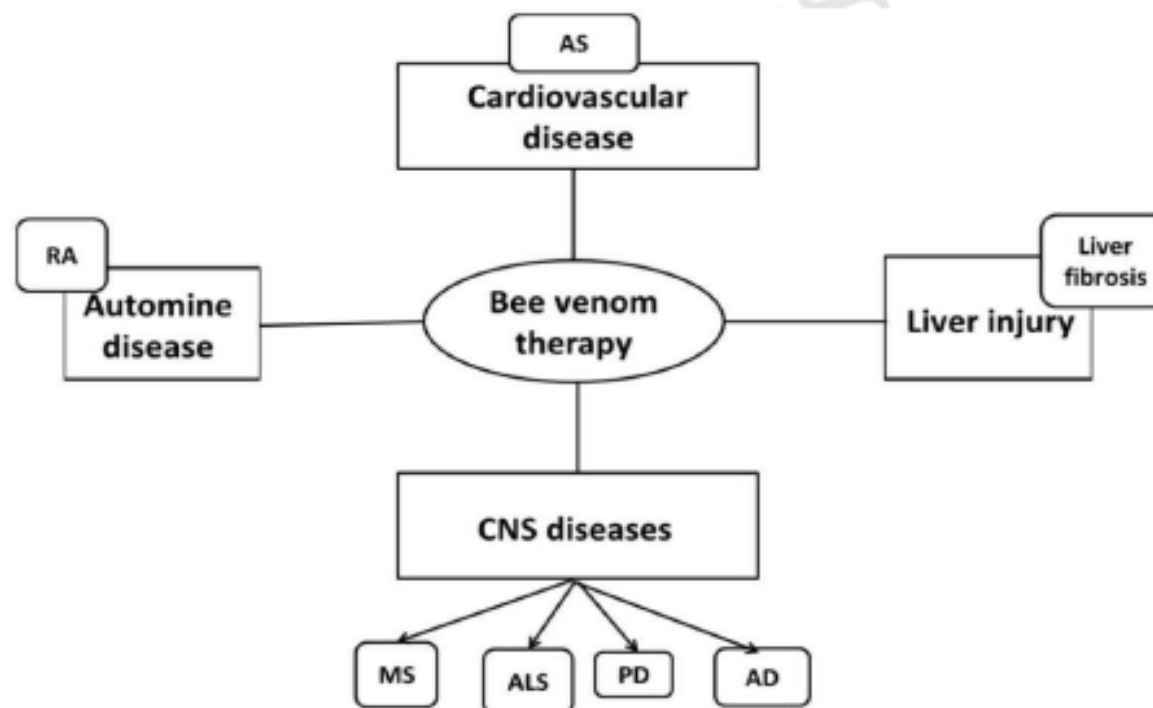 AS
Cardiovascular
disease
RA
Automine
disease
Bee venom
therapy
Liver
fibrosis
Liver injury
CNS diseases
MS
ALS
PD
AD